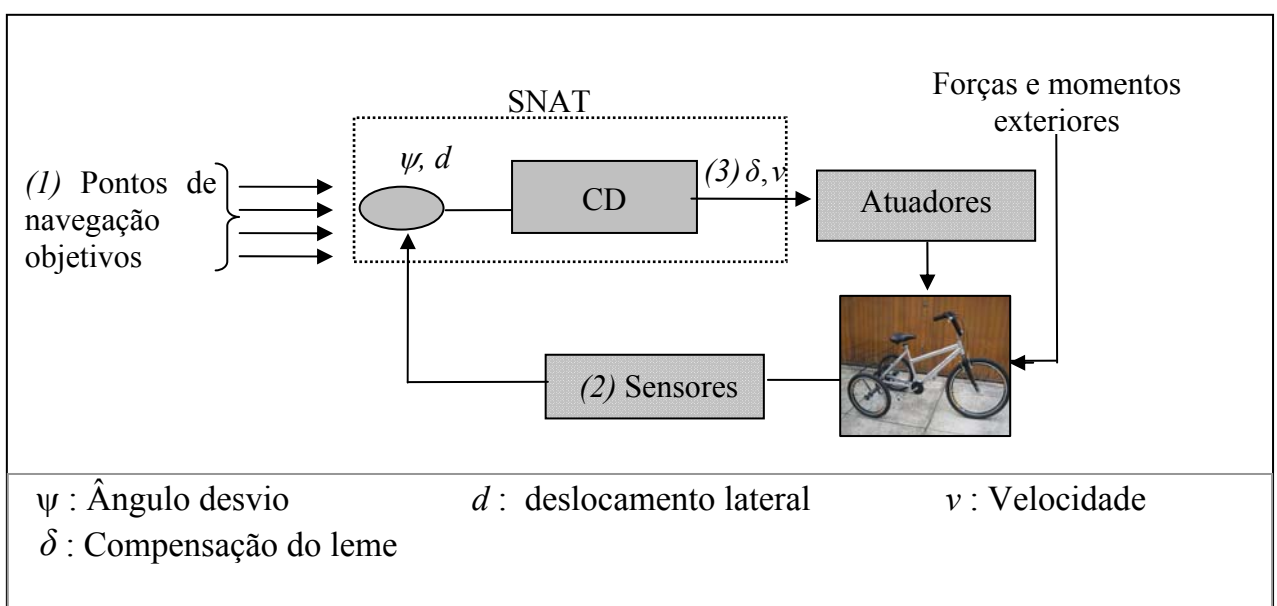 SNAT
Forças e momentos
exteriores
(1) Pontos de
navegação
objetivos
ψ, d
CD
(3) δ, v
Atuadores
(2) Sensores
ψ : Ângulo desvio
d : deslocamento lateral
v : Velocidade
δ : Compensação do leme